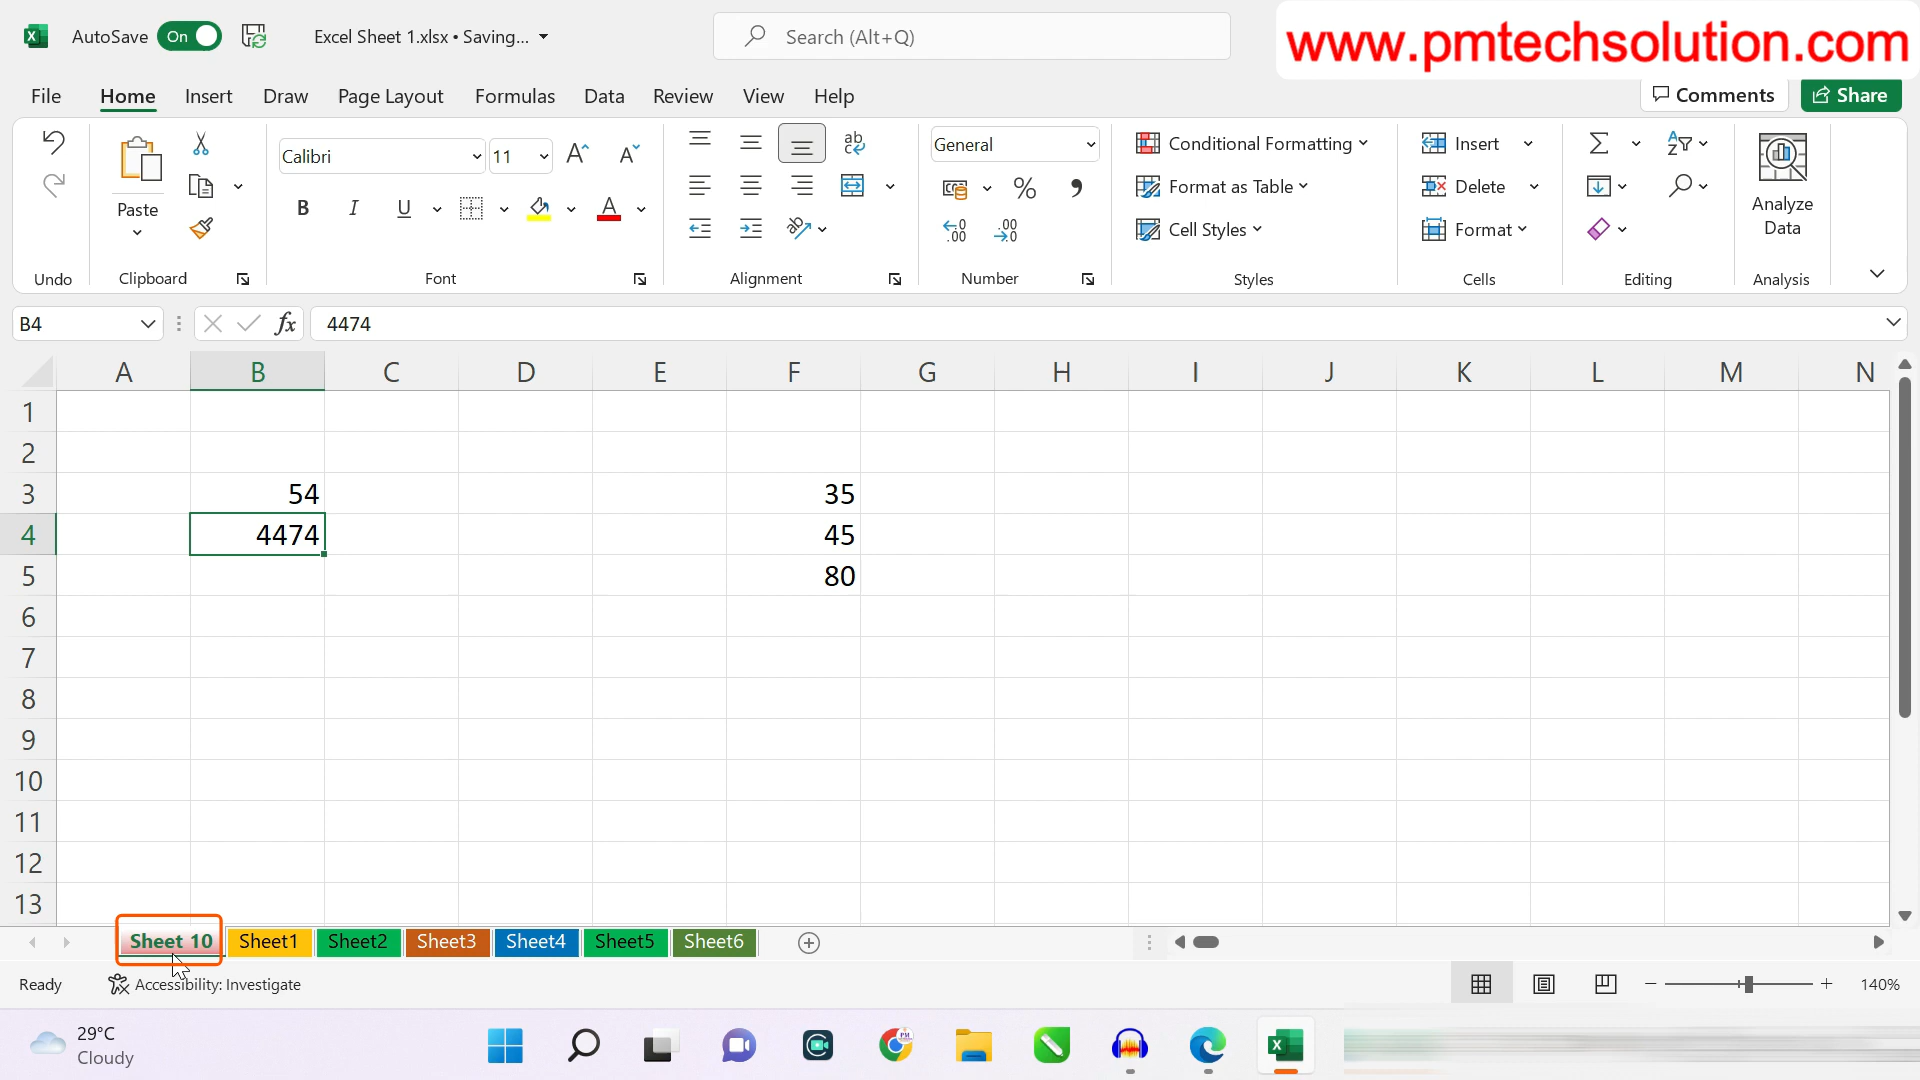 AutoSave On Excel Sheet 1.xlsx • Saving... Search (Alt+Q) www.pmtechsolution.com
File Home Insert Draw Page Layout Formulas Data Review View Help Comments Share
Calibri 11 General Conditional Formatting Insert
Format as Table Delete
Paste B I U A Cell Styles Format Analyze Data
Undo Clipboard Font Alignment Number Styles Cells Editing Analysis
B4 fx 4474
A B C D E F G H I J K L M N
1
2
3 54 35
4 4474 45
5 80
6
7
8
9
10
11
12
13
Sheet 10 Sheet1 Sheet2 Sheet3 Sheet4 Sheet5 Sheet6
Ready Accessibility: Investigate 140%
29°C
Cloudy